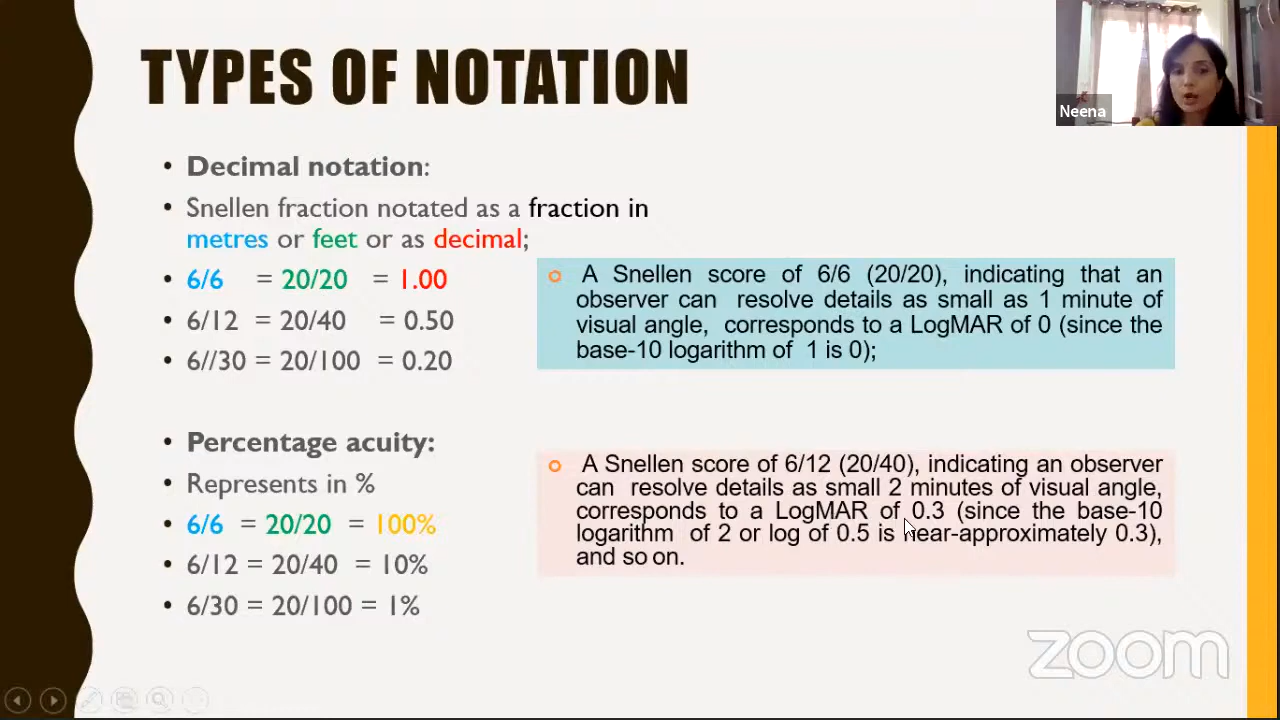 TYPES OF NOTATION
Neena
• Decimal notation:
• Snellen fraction notated as a fraction in
metres or feet or as decimal;
• 6/6 = 20/20 = 1.00
• 6/12 = 20/40 = 0.50
• 6//30 = 20/100 = 0.20
A Snellen score of 6/6 (20/20), indicating that an
observer can resolve details as small as 1 minute of
visual angle, corresponds to a LogMAR of 0 (since the
base-10 logarithm of 1 is 0);
• Percentage acuity:
• Represents in %
• 6/6 = 20/20 = 100%
• 6/12 = 20/40 = 10%
• 6/30 = 20/100 = 1%
A Snellen score of 6/12 (20/40), indicating an observer
can resolve details as small 2 minutes of visual angle,
corresponds to a LogMAR of 0.3 (since the base-10
logarithm of 2 or log of 0.5 is near-approximately 0.3),
and so on.
zoom